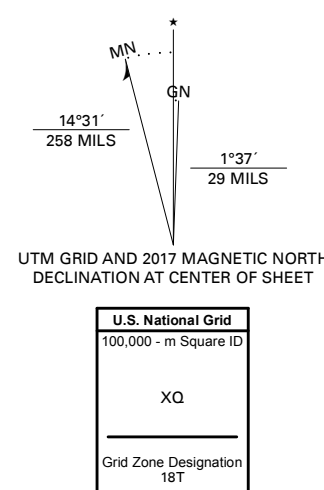 ★
MN
GN
14°31´
258 MILS
1°37´
29 MILS
UTM GRID AND 2017 MAGNETIC NORTH
DECLINATION AT CENTER OF SHEET
U.S. National Grid
100,000 - m Square ID
XQ
Grid Zone Designation
18T